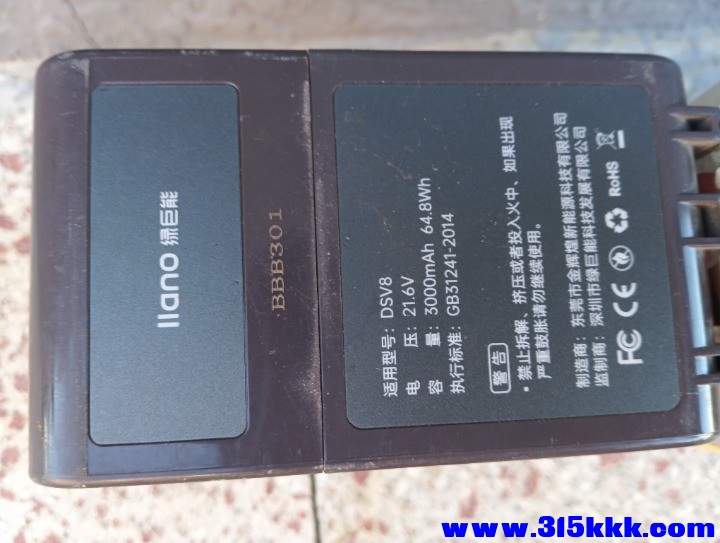 llano 绿巨能
BBB301
适用型号：DSV8
电 压：21.6V
容 量：3000mAh 64.8Wh
执行标准：GB31241-2014
警告
• 禁止拆解、挤压或者投入火中、如果出现
严重鼓胀请勿继续使用。
制造商：东莞市金辉煌新能源科技有限公司
监制商：深圳市绿巨能科技发展有限公司
FC CE RoHS
www.315kkk.com